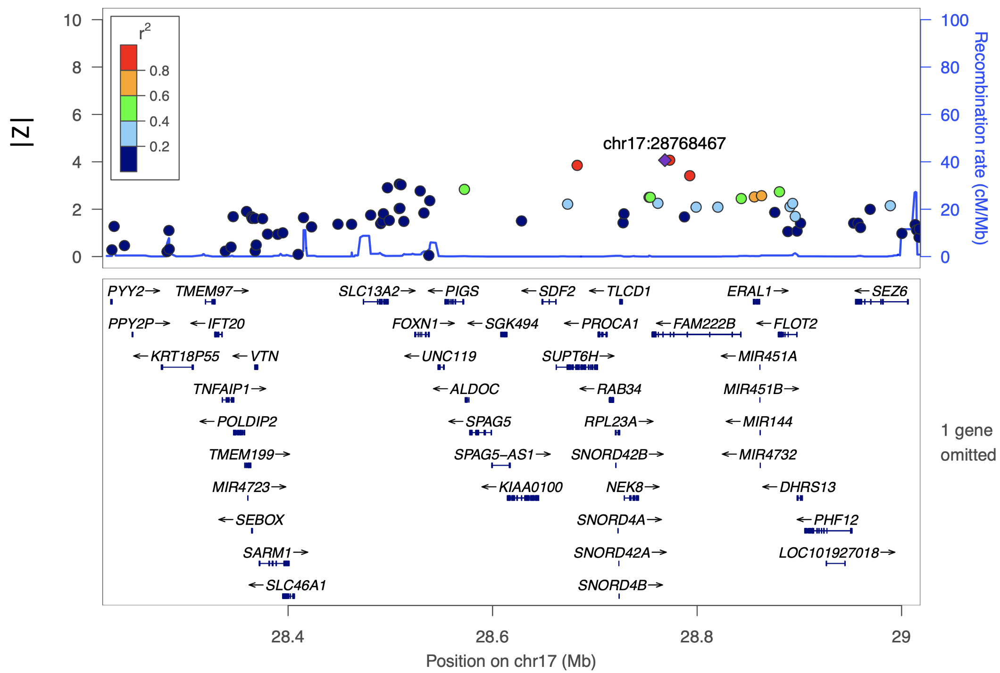 10
8
6
4
2
0
|Z|
r2
0.8
0.6
0.4
0.2
chr17:28768467
100
80
60
40
20
0
Recombination rate (cM/Mb)
PYY2→ TMEM97→ SLC13A2→ ←PIGS ←SDF2 ←TLCD1 ERAL1→ ←SEZ6
PPY2P→ ←IFT20 FOXN1→ ←SGK494 ←PROCA1 ←FAM222B ←FLOT2
←KRT18P55 ←VTN ←UNC119 SUPT6H→ ←MIR451A
TNFAIP1→ ←ALDOC ←RAB34 MIR451B→
←POLDIP2 ←SPAG5 RPL23A→ ←MIR144
TMEM199→ SPAG5−AS1→ SNORD42B→ ←MIR4732
MIR4723→ ←KIAA0100 NEK8→ ←DHRS13
←SEBOX SNORD4A→ ←PHF12
SARM1→ SNORD42A→ LOC101927018→
←SLC46A1 SNORD4B→
1 gene
omitted
28.4 28.6 28.8 29
Position on chr17 (Mb)